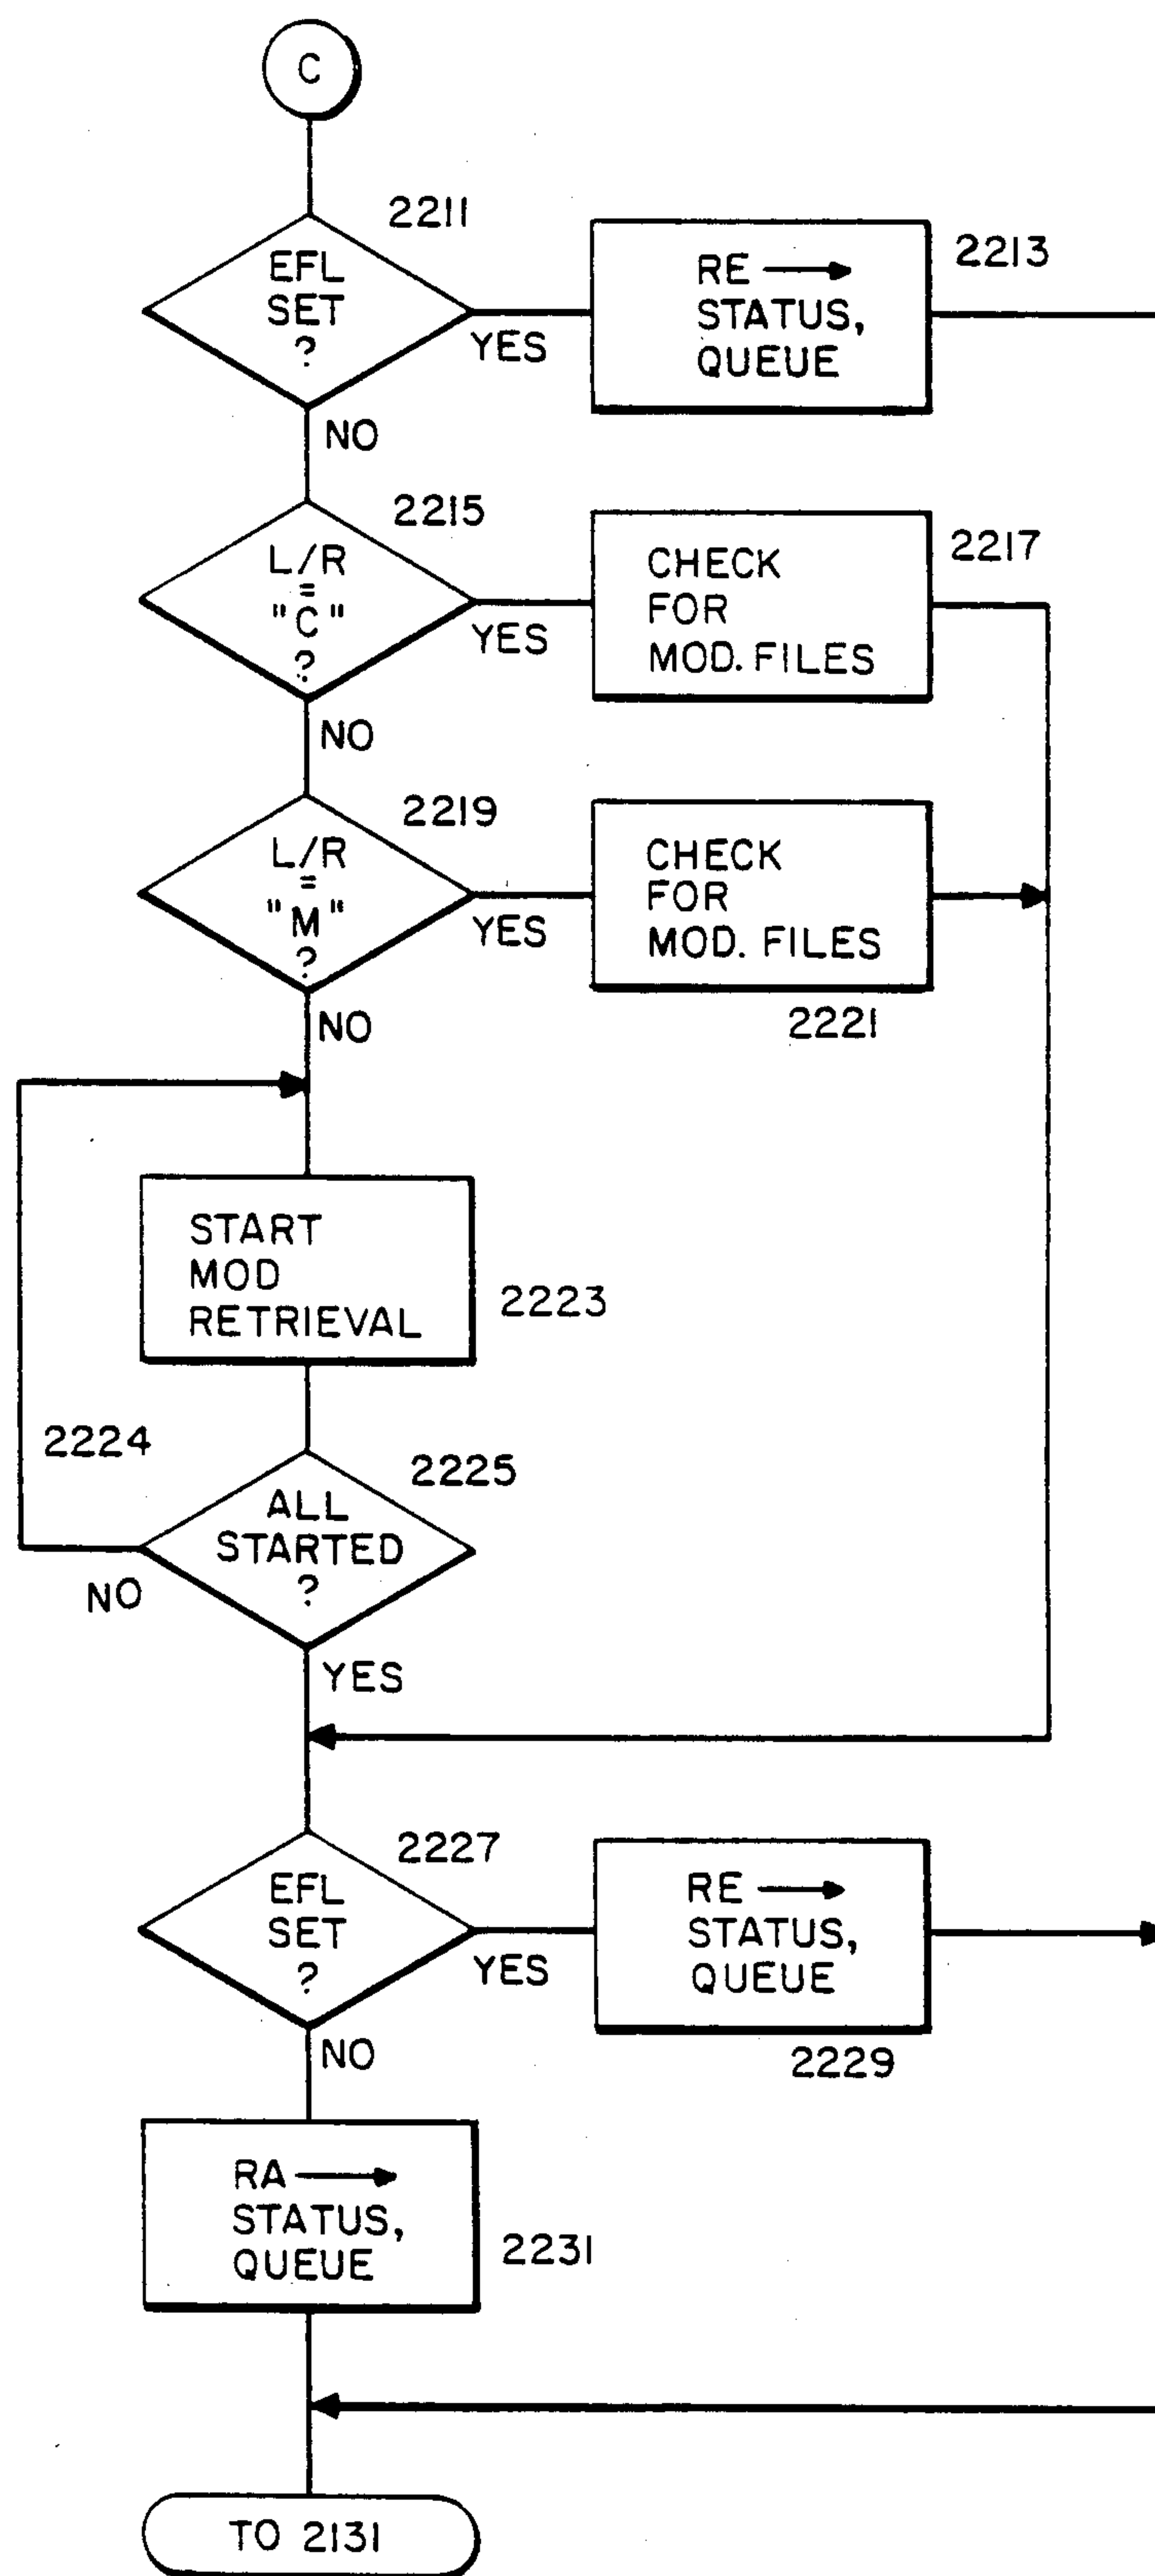 C
2211
EFL
SET
?
YES
NO
RE →
STATUS,
QUEUE
2213
2215
L/R
=
"C"
?
YES
NO
CHECK
FOR
MOD. FILES
2217
2219
L/R
=
"M"
?
YES
NO
CHECK
FOR
MOD. FILES
2221
START
MOD
RETRIEVAL
2223
2224
2225
ALL
STARTED
?
NO
YES
2227
EFL
SET
?
YES
NO
RE →
STATUS,
QUEUE
2229
RA →
STATUS,
QUEUE
2231
TO 2131